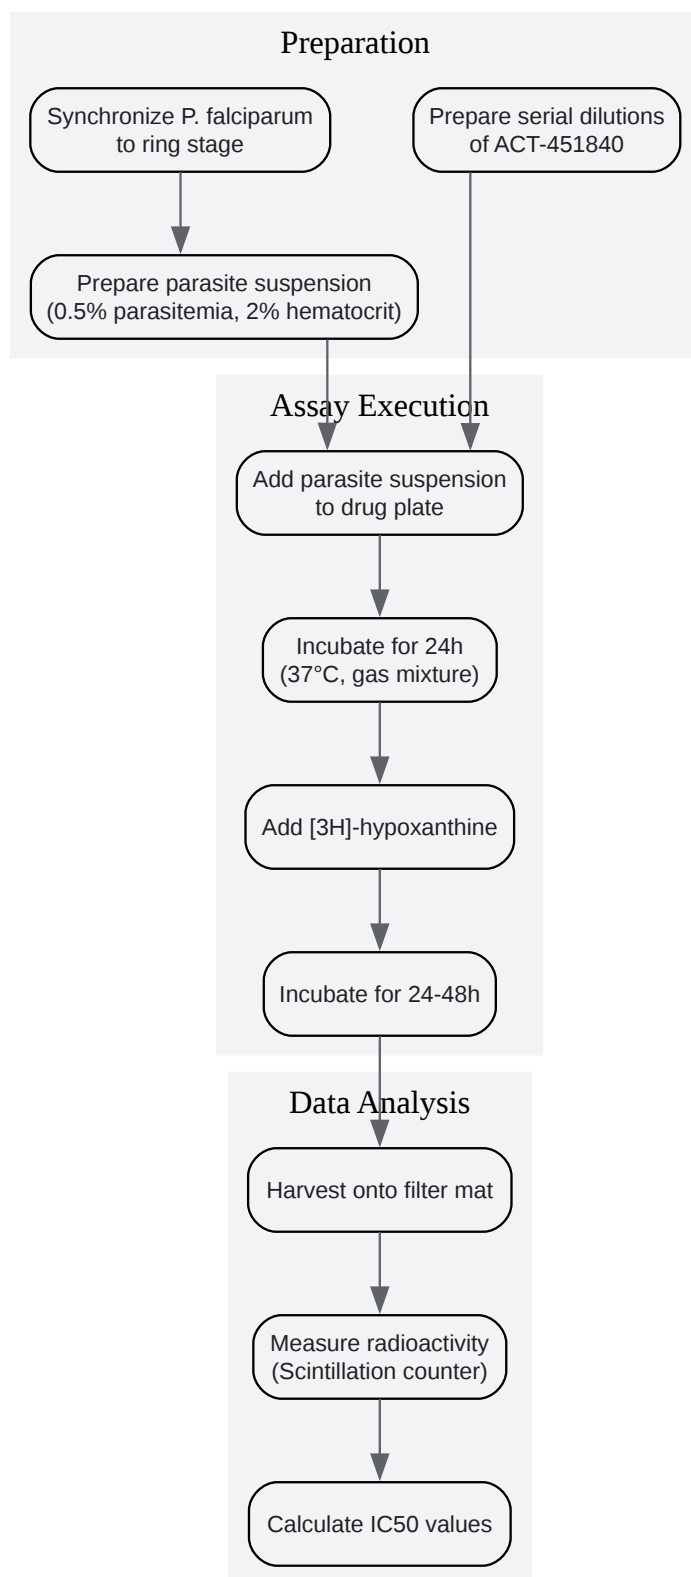 Preparation
Synchronize P. falciparum
to ring stage
Prepare serial dilutions
of ACT-451840
Prepare parasite suspension
(0.5% parasitemia, 2% hematocrit)
Assay Execution
Add parasite suspension
to drug plate
Incubate for 24h
(37°C, gas mixture)
Add [3H]-hypoxanthine
Incubate for 24-48h
Data Analysis
Harvest onto filter mat
Measure radioactivity
(Scintillation counter)
Calculate IC50 values